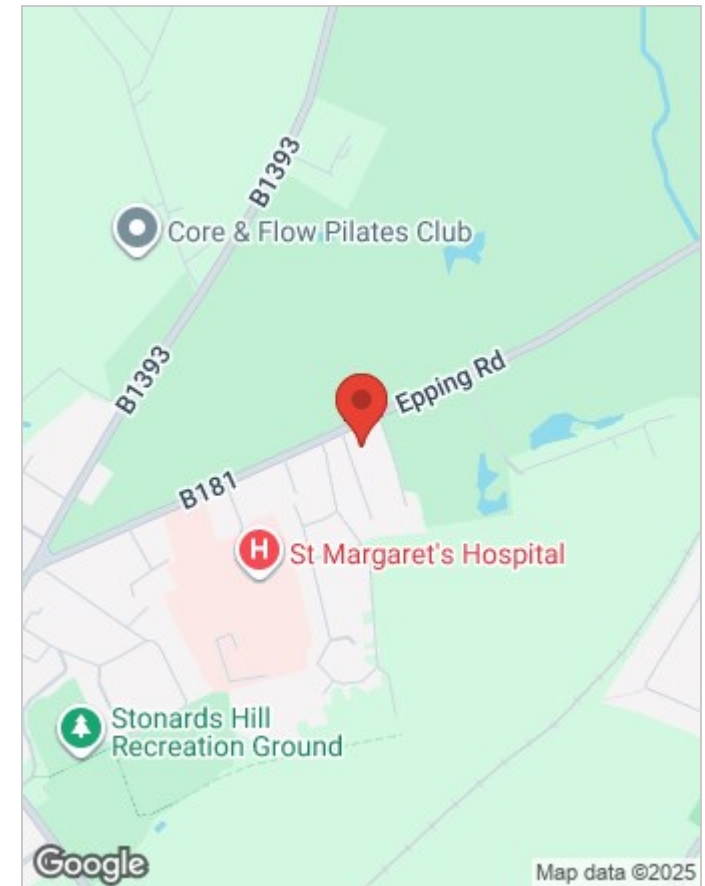 B1393
Core & Flow Pilates Club
B1393
Epping Rd
B181
H
St Margaret's Hospital
Stonards Hill
Recreation Ground
Google
Map data ©2025